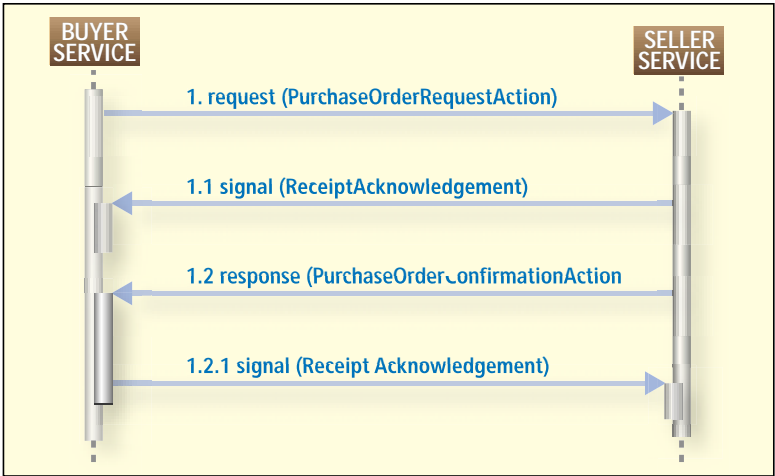 BUYER
SERVICE
SELLER
SERVICE
1. request (PurchaseOrderRequestAction)
1.1 signal (ReceiptAcknowledgement)
1.2 response (PurchaseOrderConfirmationAction
1.2.1 signal (Receipt Acknowledgement)